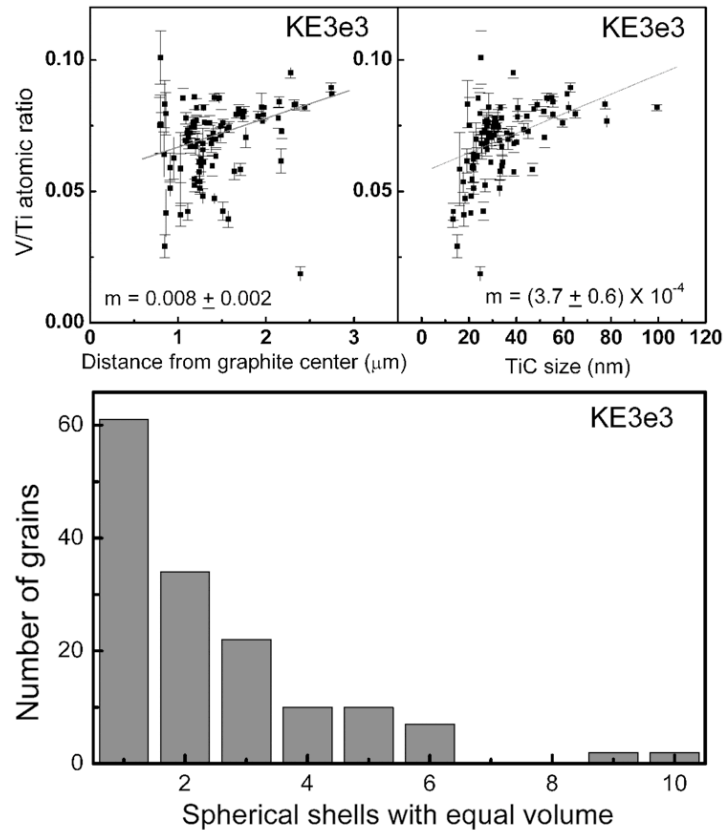 KE3e3
KE3e3
0.10
0.10
0.05
0.05
0.00
V/Ti atomic ratio
m = 0.008 ± 0.002
m = (3.7 ± 0.6) X 10⁻⁴
0 1 2 3
0 20 40 60 80 100 120
Distance from graphite center (μm)
TiC size (nm)
KE3e3
60
40
20
0
Number of grains
2 4 6 8 10
Spherical shells with equal volume